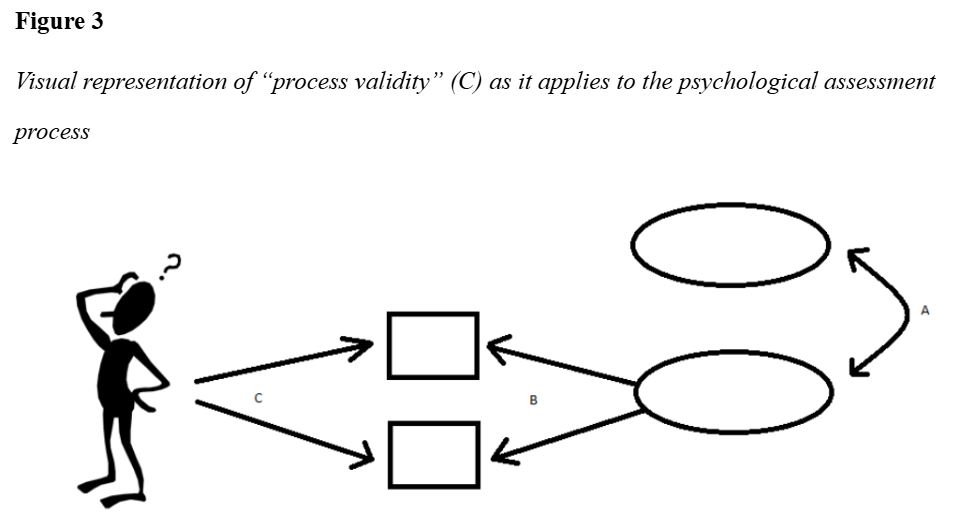 Figure 3
Visual representation of “process validity” (C) as it applies to the psychological assessment
process
?
A
C
B